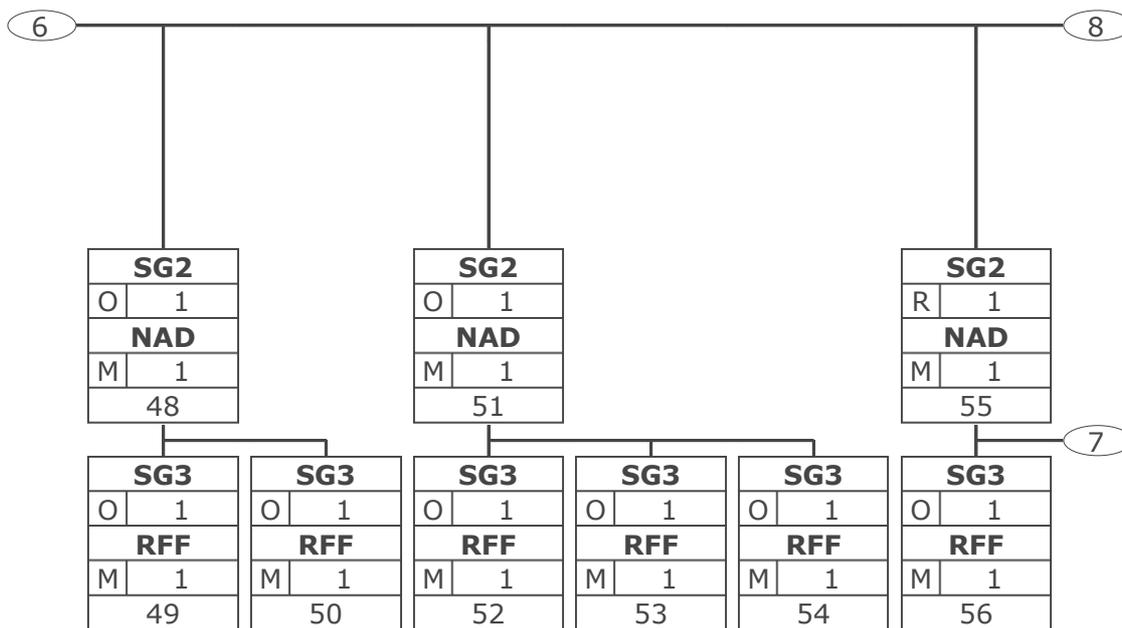 6 8
SG2 SG2 SG2
O 1 O 1 R 1
NAD NAD NAD
M 1 M 1 M 1
48 51 55
7
SG3 SG3 SG3 SG3 SG3 SG3
O 1 O 1 O 1 O 1 O 1 O 1
RFF RFF RFF RFF RFF RFF
M 1 M 1 M 1 M 1 M 1 M 1
49 50 52 53 54 56